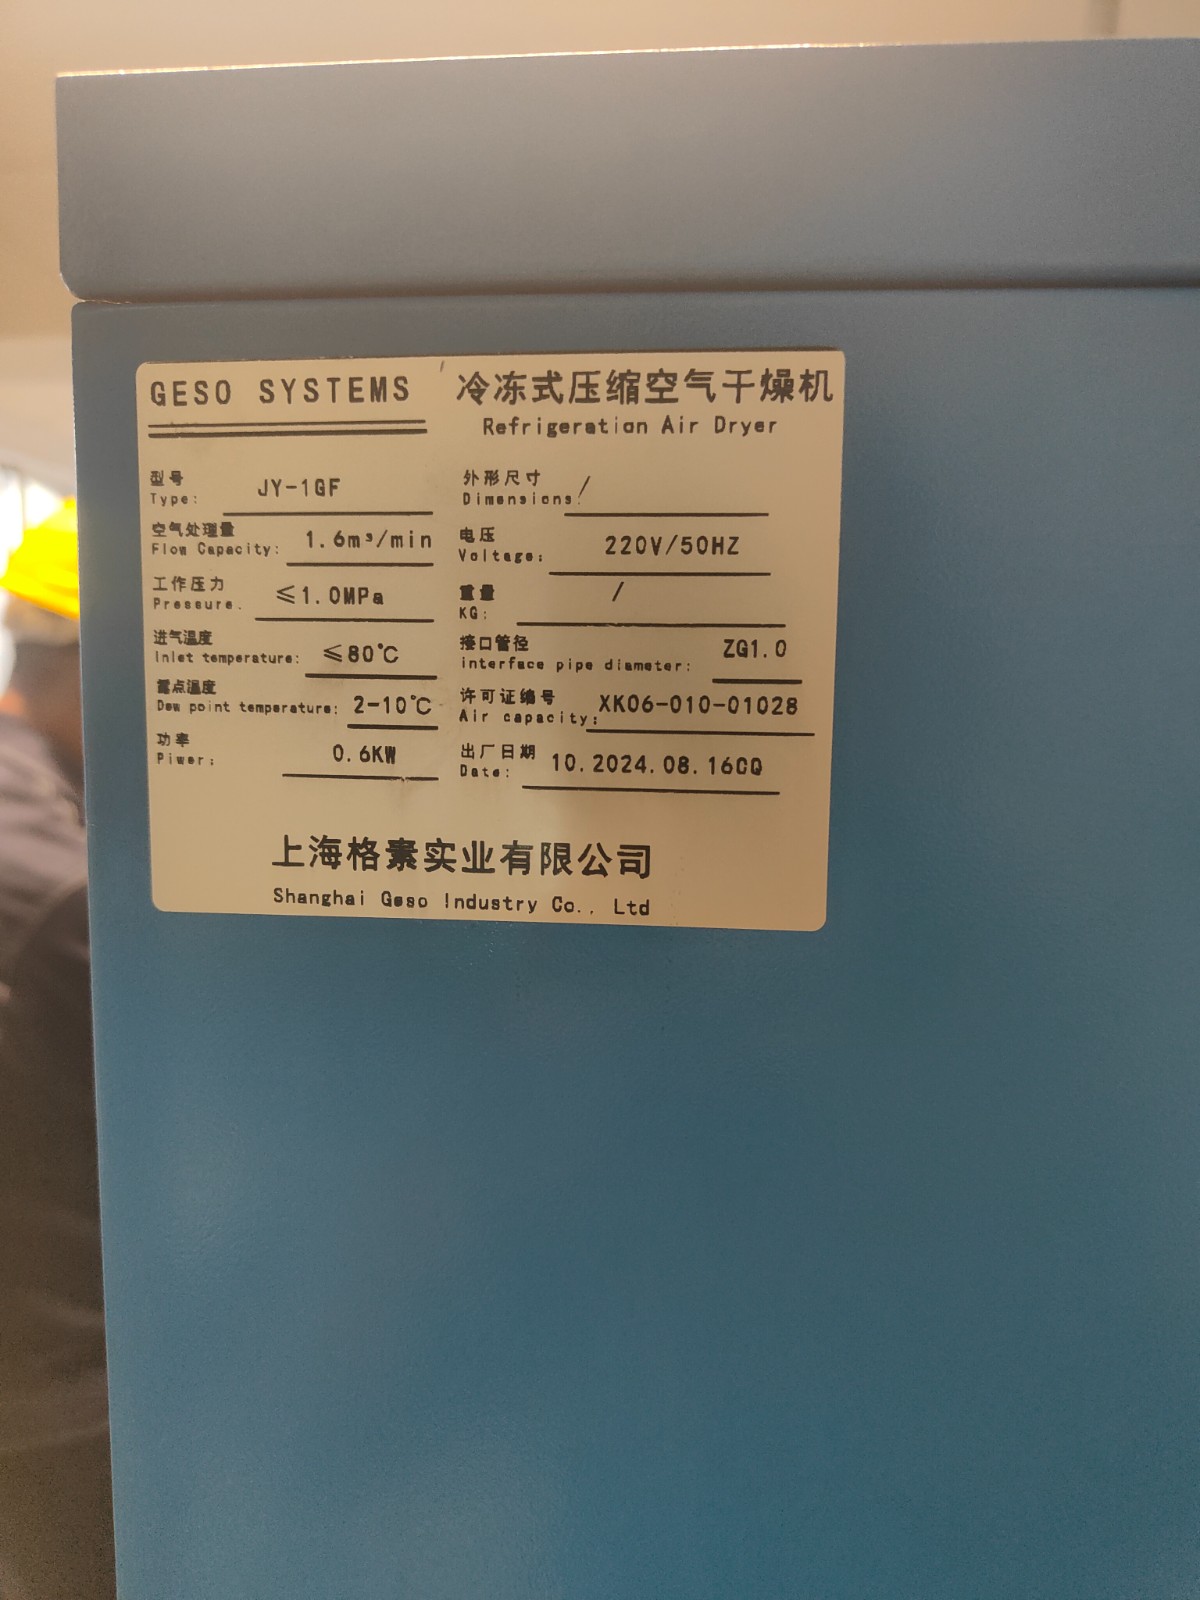 GESO SYSTEMS
冷冻式压缩空气干燥机
Refrigeration Air Dryer
型号
Type: JY-1GF
外形尺寸
Dimensions: /
空气处理量
Flow Capacity: 1.6m³/min
电压
Voltage: 220V/50HZ
工作压力
Pressure. ≤1.0MPa
重量
KG: /
进气温度
Inlet temperature: ≤80℃
接口管径
interface pipe diameter: ZG1.0
露点温度
Dew point temperature: 2-10℃
许可证编号
Air capacity: XK06-010-01028
功率
Piwer: 0.6KW
出厂日期
Date: 10.2024.08.16CQ
上海格素实业有限公司
Shanghai Geso Industry Co., Ltd